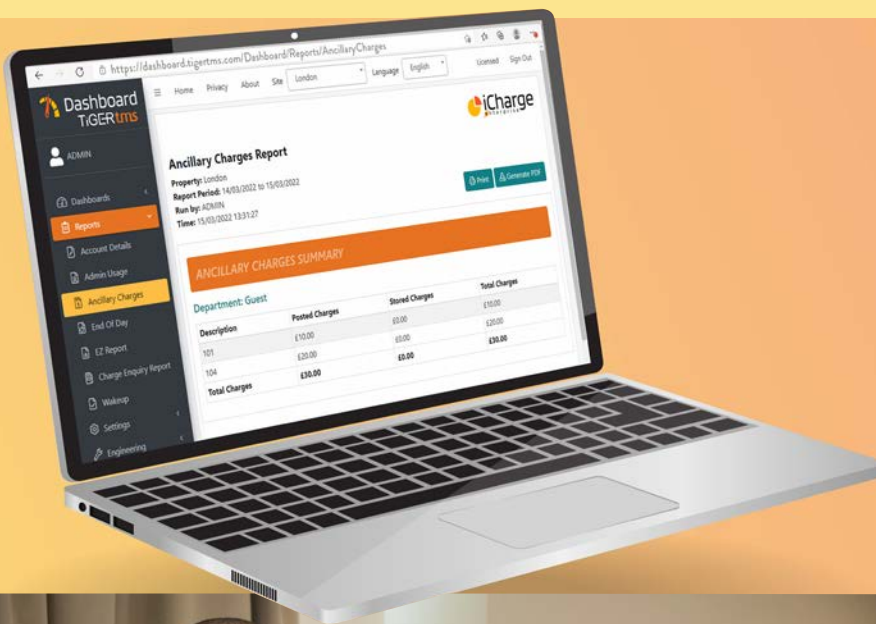 https://dashboard.tigertms.com/Dashboard/Reports/AncillaryCharges
Dashboard
TiGERtms
Home Privacy About Site London Language English Licensed Sign Out
ADMIN
iCharge
enterprise
Dashboards
Reports
Account Details
Admin Usage
Ancillary Charges
End Of Day
EZ Report
Charge Enquiry Report
Wakeup
Settings
Engineering
Ancillary Charges Report
Property: London
Report Period: 14/03/2022 to 15/03/2022
Run by: ADMIN
Time: 15/03/2022 13:31:27
Print Generate PDF
ANCILLARY CHARGES SUMMARY
Department: Guest
Description Posted Charges Stored Charges Total Charges
101 £10.00 £0.00 £10.00
104 £20.00 £0.00 £20.00
Total Charges £30.00 £0.00 £30.00